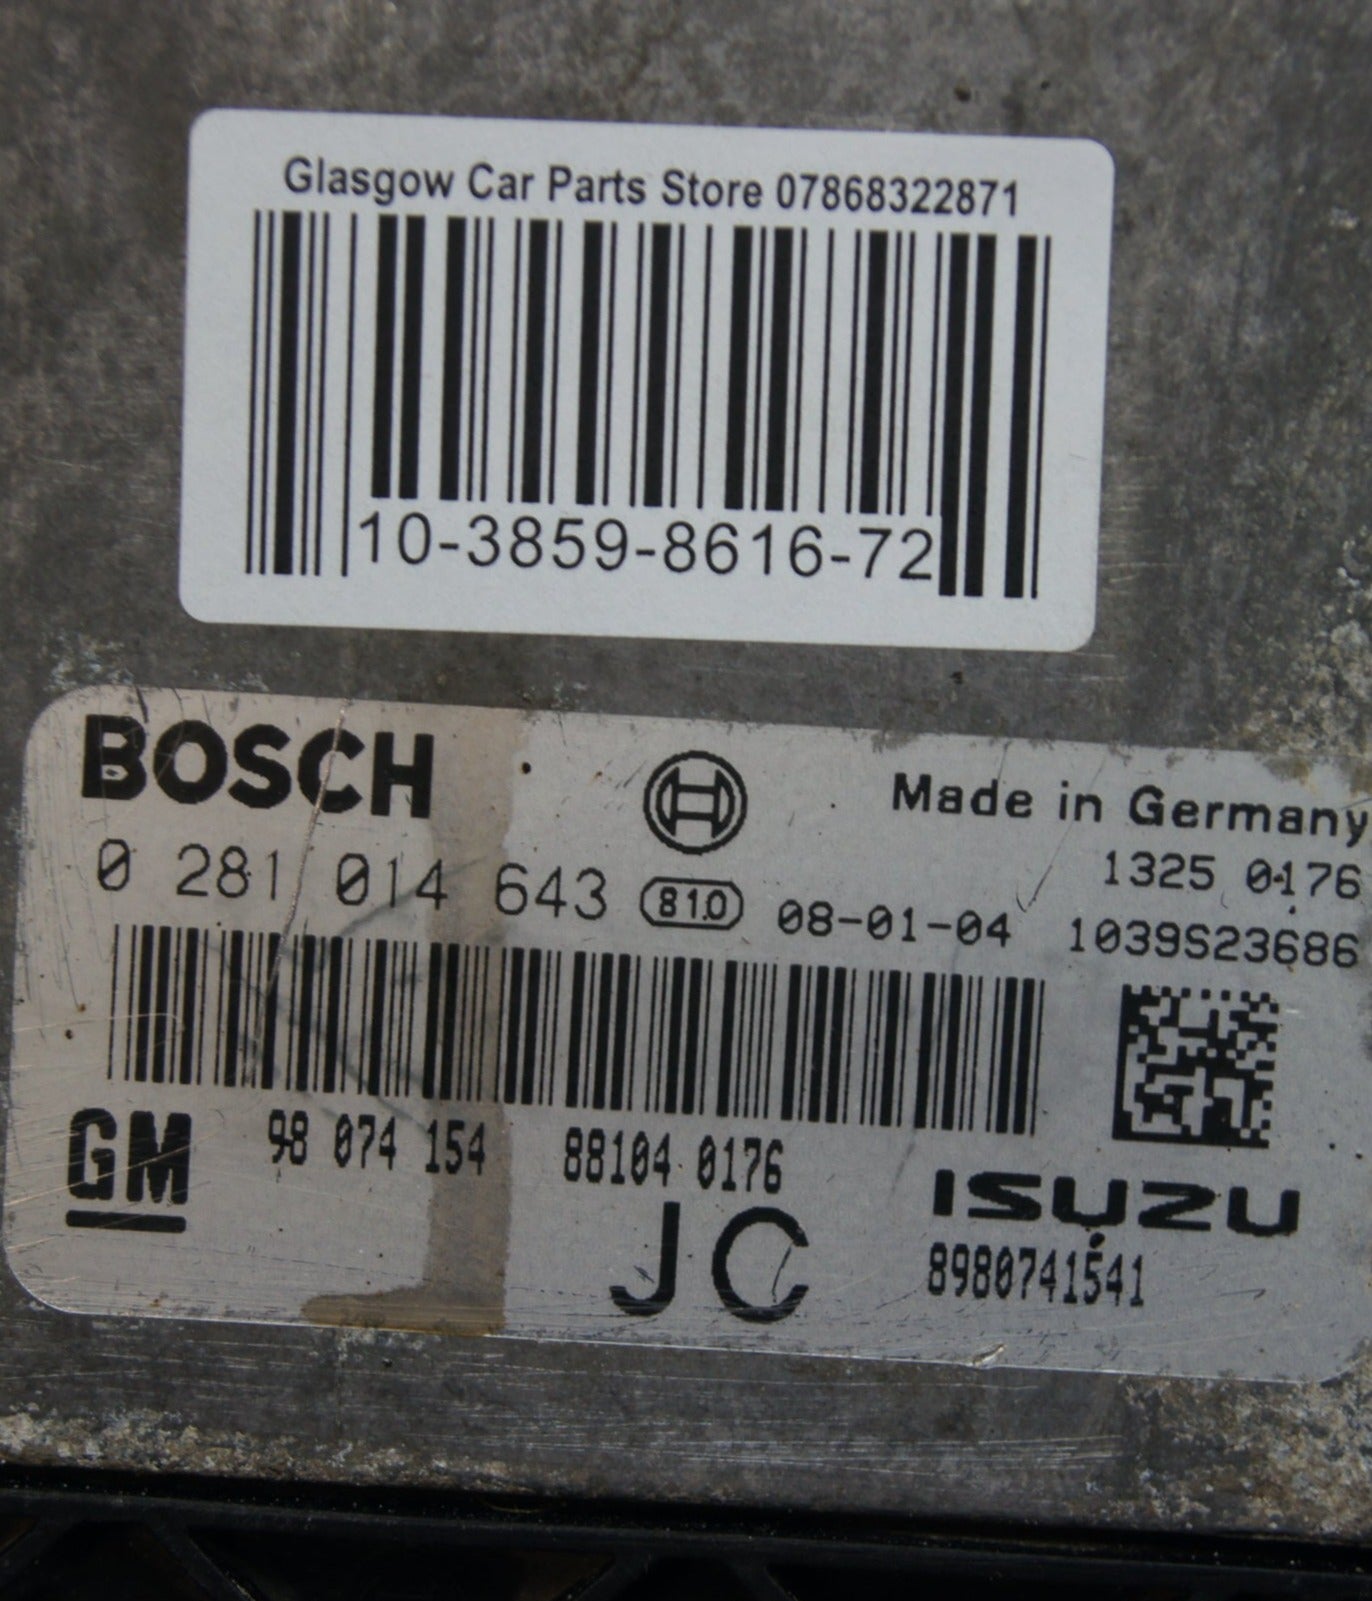 Glasgow Car Parts Store 07868322871
10-3859-8616-72
BOSCH
Made in Germany
1325 0176
0 281 014 643 810 08-01-04 1039S23686
GM 98 074 154 88104 0176
ISUZU
JC
8980741541